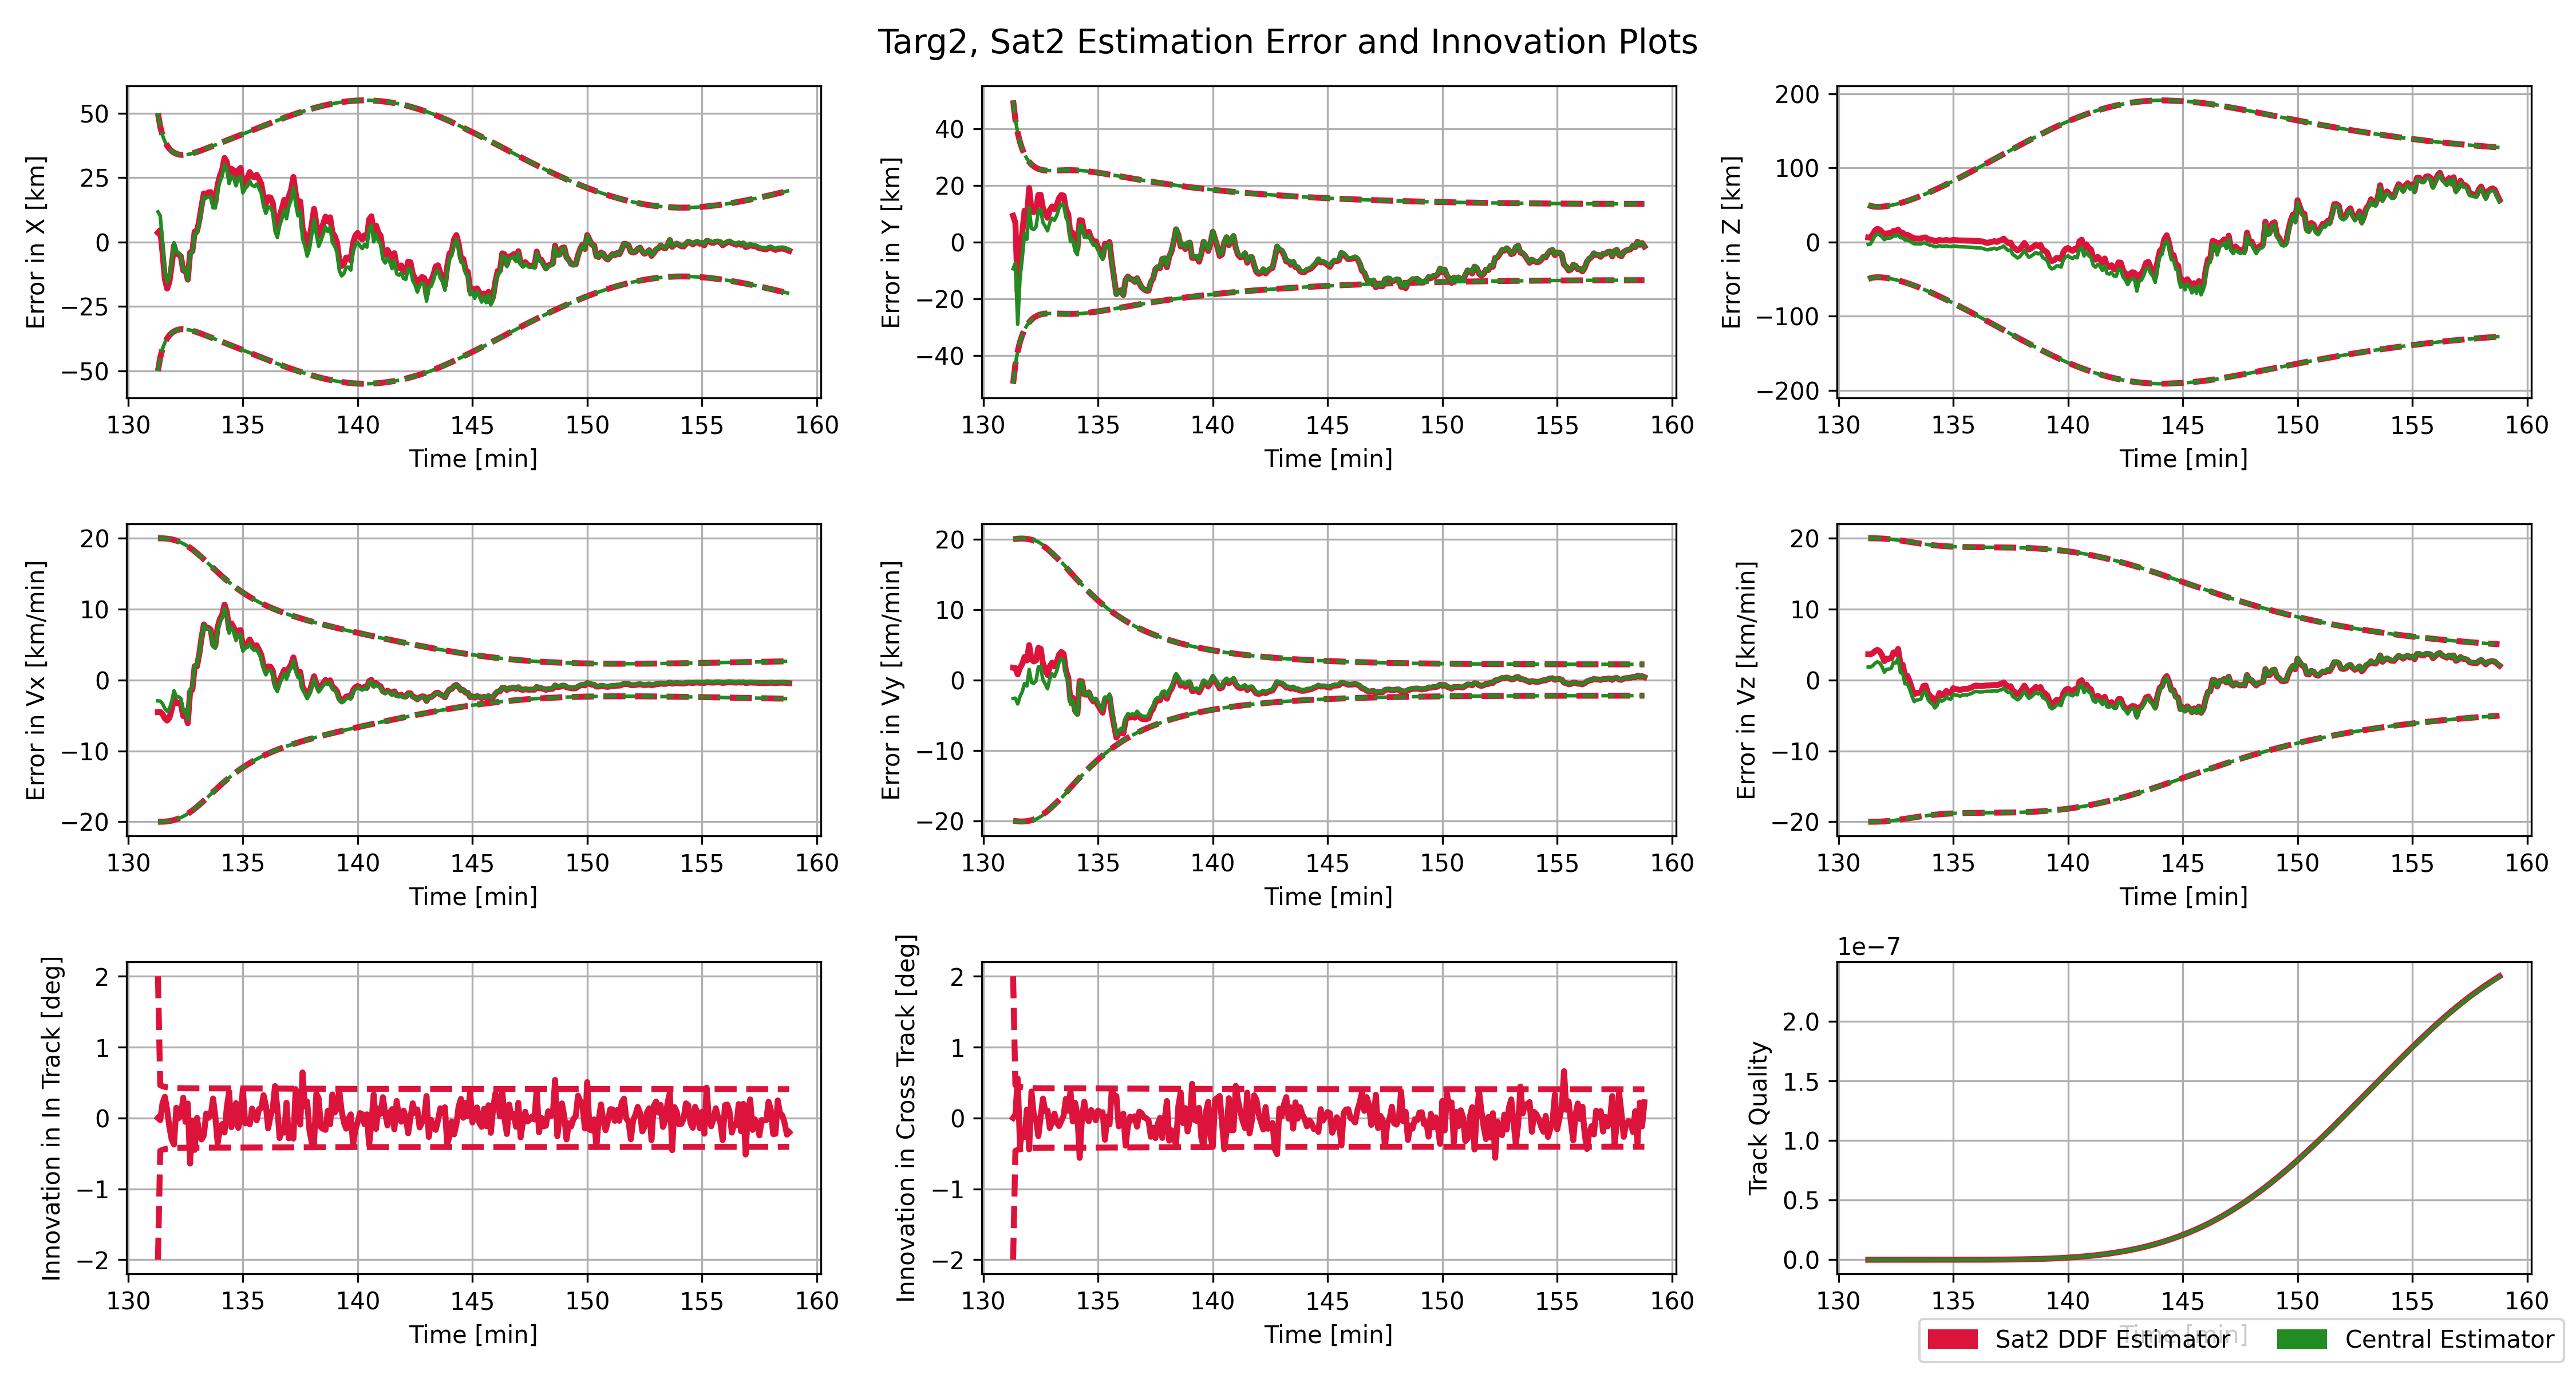 Targ2, Sat2 Estimation Error and Innovation Plots
Error in X [km]
50
25
0
−25
−50
130 135 140 145 150 155 160
Time [min]
Error in Y [km]
40
20
0
−20
−40
130 135 140 145 150 155 160
Time [min]
Error in Z [km]
200
100
0
−100
−200
130 135 140 145 150 155 160
Time [min]
Error in Vx [km/min]
20
10
0
−10
−20
130 135 140 145 150 155 160
Time [min]
Error in Vy [km/min]
20
10
0
−10
−20
130 135 140 145 150 155 160
Time [min]
Error in Vz [km/min]
20
10
0
−10
−20
130 135 140 145 150 155 160
Time [min]
Innovation in In Track [deg]
2
1
0
−1
−2
130 135 140 145 150 155 160
Time [min]
Innovation in Cross Track [deg]
2
1
0
−1
−2
130 135 140 145 150 155 160
Time [min]
1e−7
Track Quality
2.0
1.5
1.0
0.5
0.0
130 135 140 145 150 155 160
Time [min]
Sat2 DDF Estimator Central Estimator